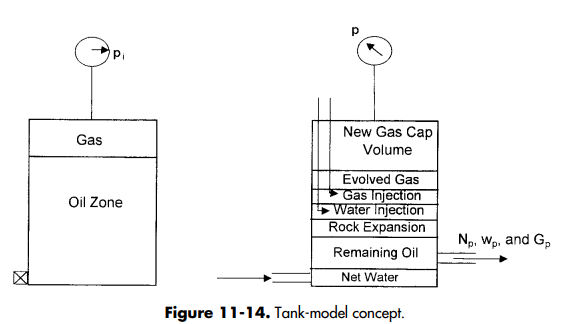 pi
Gas
Oil Zone
p
New Gas Cap
Volume
Evolved Gas
Gas Injection
Water Injection
Rock Expansion
Remaining Oil
Net Water
Np, wp, and Gp
Figure 11-14. Tank-model concept.